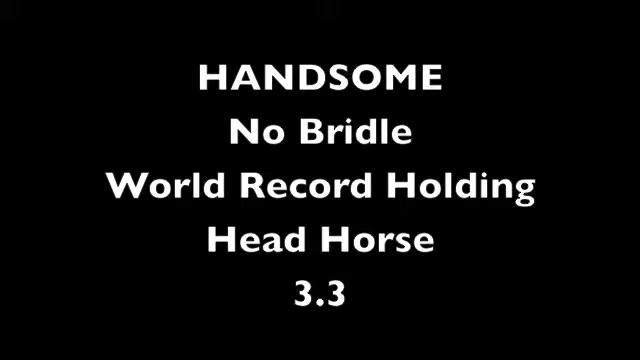 HANDSOME
No Bridle
World Record Holding
Head Horse
3.3